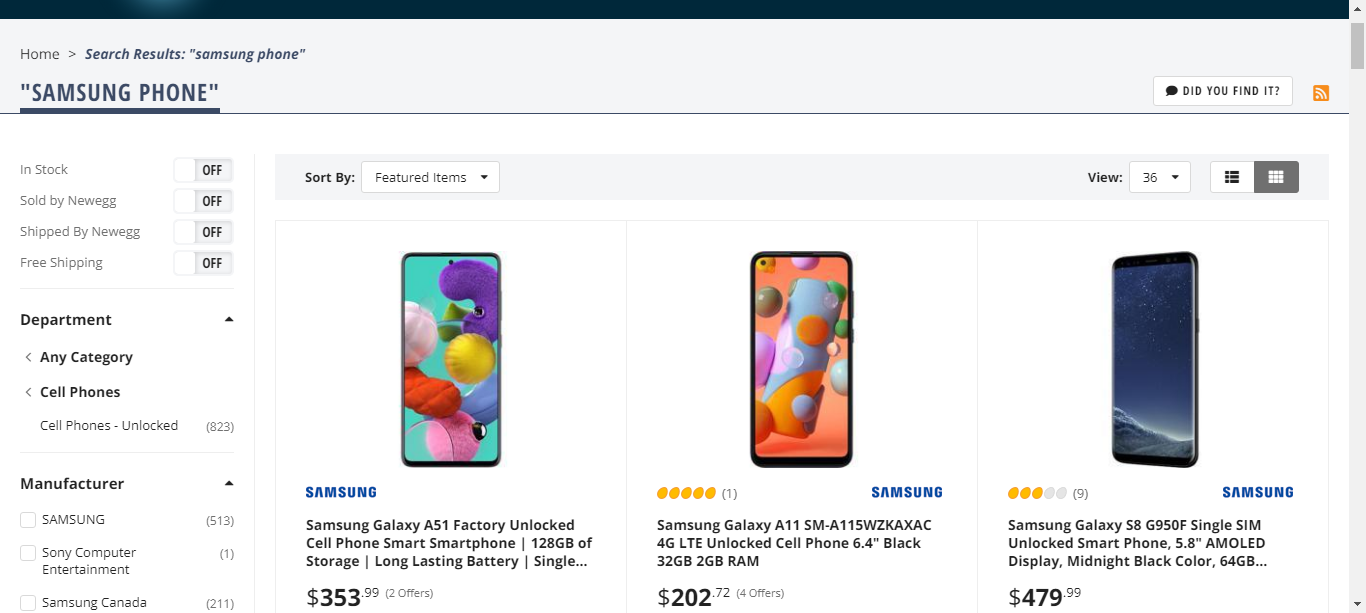 Home > Search Results: "samsung phone"
"SAMSUNG PHONE"
DID YOU FIND IT?
In Stock OFF
Sold by Newegg OFF
Shipped By Newegg OFF
Free Shipping OFF
Department
< Any Category
< Cell Phones
Cell Phones - Unlocked (823)
Manufacturer
SAMSUNG (513)
Sony Computer (1)
Entertainment
Samsung Canada (211)
Sort By: Featured Items
View: 36
SAMSUNG
Samsung Galaxy A51 Factory Unlocked
Cell Phone Smart Smartphone | 128GB of
Storage | Long Lasting Battery | Single...
$353.99 (2 Offers)
(1) SAMSUNG
Samsung Galaxy A11 SM-A115WZKAXAC
4G LTE Unlocked Cell Phone 6.4" Black
32GB 2GB RAM
$202.72 (4 Offers)
(9) SAMSUNG
Samsung Galaxy S8 G950F Single SIM
Unlocked Smart Phone, 5.8" AMOLED
Display, Midnight Black Color, 64GB...
$479.99